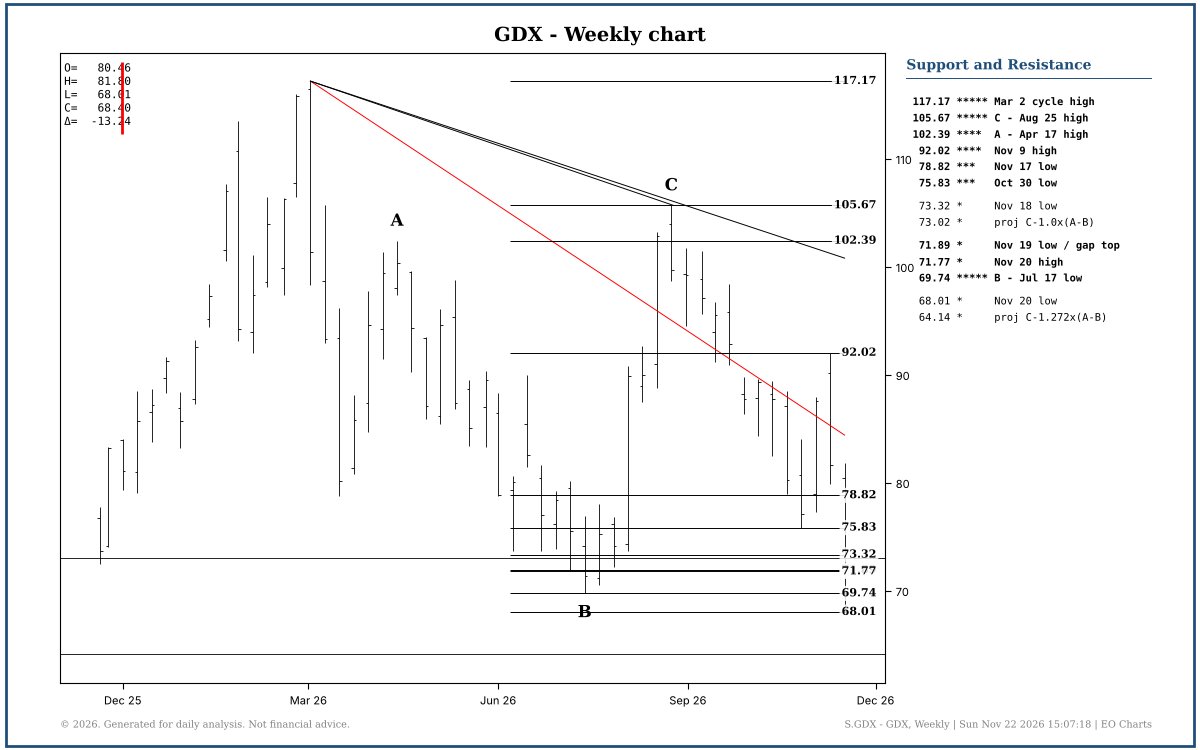 GDX - Weekly chart
O= 80.46
H= 81.80
L= 68.01
C= 68.40
Δ= -13.24
A
B
C
117.17
105.67
102.39
92.02
78.82
75.83
73.32
71.77
69.74
68.01
110
100
90
80
70
Dec 25
Mar 26
Jun 26
Sep 26
Dec 26
Support and Resistance
117.17 ***** Mar 2 cycle high
105.67 ***** C - Aug 25 high
102.39 **** A - Apr 17 high
92.02 **** Nov 9 high
78.82 *** Nov 17 low
75.83 *** Oct 30 low
73.32 * Nov 18 low
73.02 * proj C-1.0x(A-B)
71.89 * Nov 19 low / gap top
71.77 * Nov 20 high
69.74 ***** B - Jul 17 low
68.01 * Nov 20 low
64.14 * proj C-1.272x(A-B)
© 2026. Generated for daily analysis. Not financial advice.
S.GDX - GDX, Weekly | Sun Nov 22 2026 15:07:18 | EO Charts